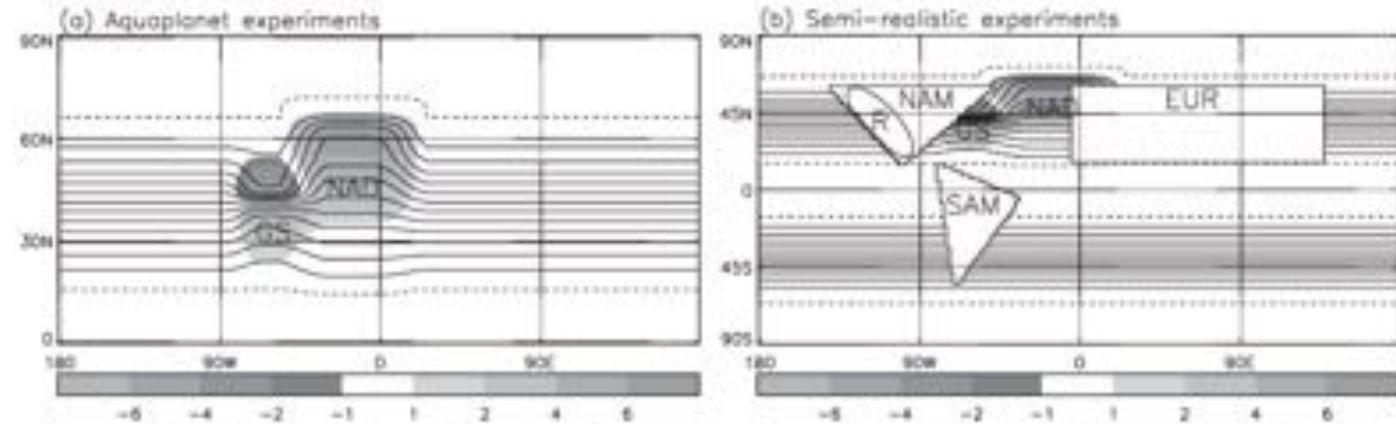 (a) Aquaplanet experiments
90N
60N
30N
0
NAD
GS
180
90W
0
90E
-6 -4 -2 -1 1 2 4 6
(b) Semi-realistic experiments
90N
45N
0
45S
90S
NAM
R
GS
NAD
EUR
SAM
180
90W
0
90E
-6 -4 -2 -1 1 2 4 6